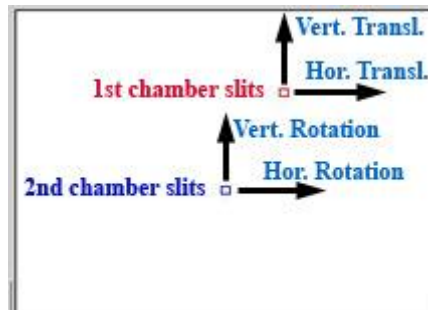 Vert. Transl.
Hor. Transl.
1st chamber slits
Vert. Rotation
Hor. Rotation
2nd chamber slits